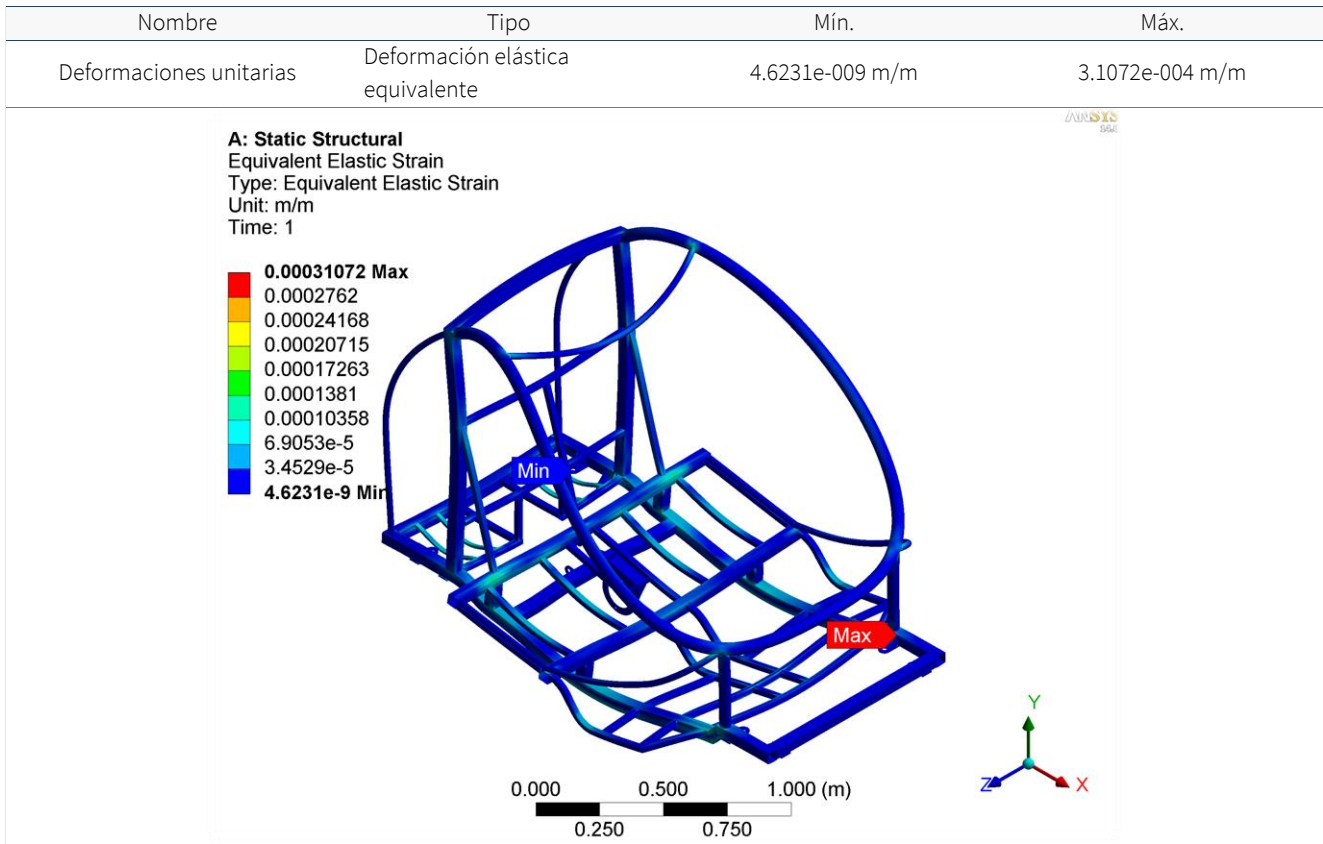 Nombre Tipo Mín. Máx.
Deformaciones unitarias Deformación elástica equivalente 4.6231e-009 m/m 3.1072e-004 m/m
ANSYS
A: Static Structural
Equivalent Elastic Strain
Type: Equivalent Elastic Strain
Unit: m/m
Time: 1
0.00031072 Max
0.0002762
0.00024168
0.00020715
0.00017263
0.0001381
0.00010358
6.9053e-5
3.4529e-5
4.6231e-9 Min
Min
Max
Y
Z X
0.000 0.500 1.000 (m)
0.250 0.750